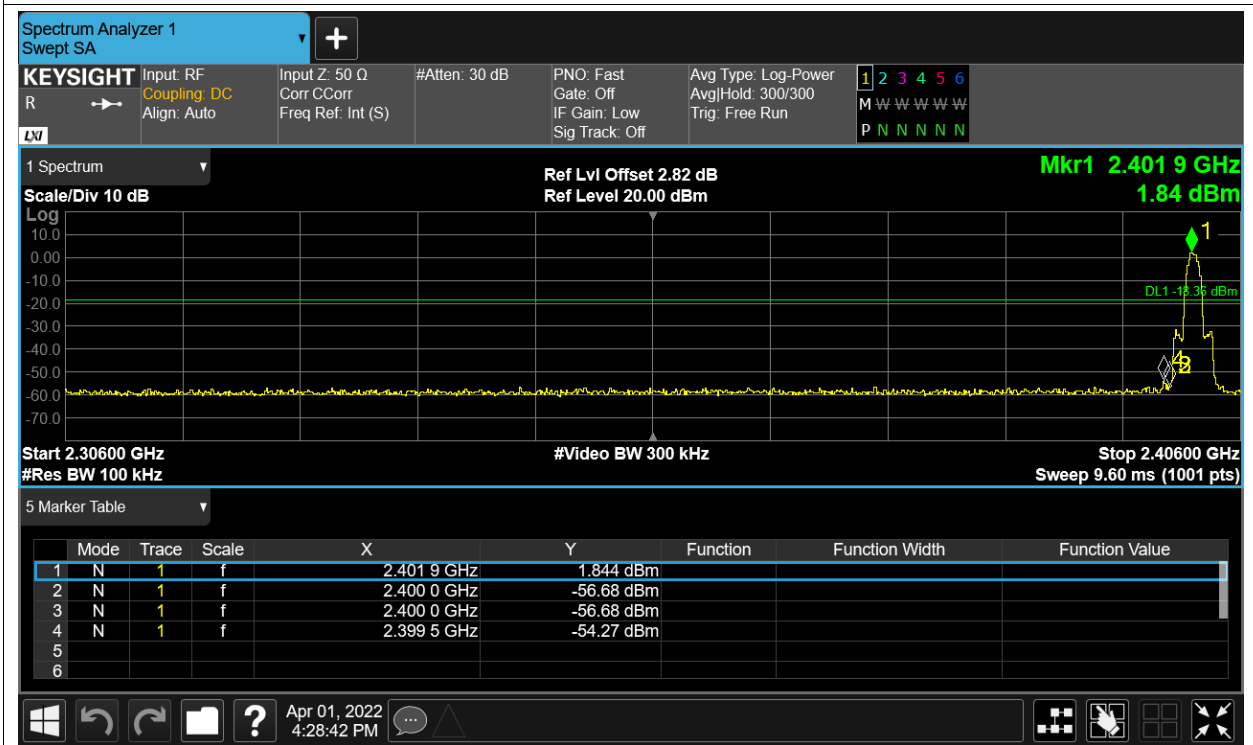 Spectrum Analyzer 1
Swept SA
KEYSIGHT Input: RF Input Z: 50 Ω #Atten: 30 dB PNO: Fast Avg Type: Log-Power 1 2 3 4 5 6
R Coupling: DC Corr CCorr Gate: Off Avg|Hold: 300/300 M W W W W W
Align: Auto Freq Ref: Int (S) IF Gain: Low Trig: Free Run
LXI Sig Track: Off P N N N N N
1 Spectrum Ref Lvl Offset 2.82 dB Mkr1 2.401 9 GHz
Scale/Div 10 dB Ref Level 20.00 dBm 1.84 dBm
Log
10.0
1
0.00
-10.0
DL1 -18.36 dBm
-20.0
-30.0
-40.0
-50.0
-60.0
-70.0
Start 2.30600 GHz #Video BW 300 kHz Stop 2.40600 GHz
#Res BW 100 kHz Sweep 9.60 ms (1001 pts)
5 Marker Table
Mode Trace Scale X Y Function Function Width Function Value
1 N 1 f 2.401 9 GHz 1.844 dBm
2 N 1 f 2.400 0 GHz -56.68 dBm
3 N 1 f 2.400 0 GHz -56.68 dBm
4 N 1 f 2.399 5 GHz -54.27 dBm
5
6
? Apr 01, 2022
4:28:42 PM